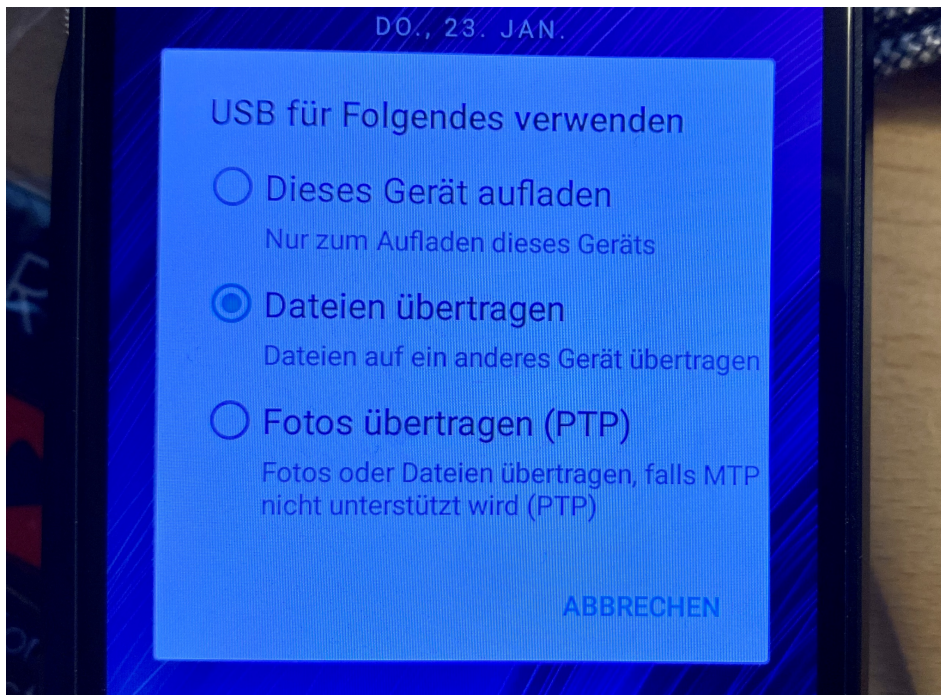 DO., 23. JAN.
USB für Folgendes verwenden
Dieses Gerät aufladen
Nur zum Aufladen dieses Geräts
Dateien übertragen
Dateien auf ein anderes Gerät übertragen
Fotos übertragen (PTP)
Fotos oder Dateien übertragen, falls MTP
nicht unterstützt wird (PTP)
ABBRECHEN